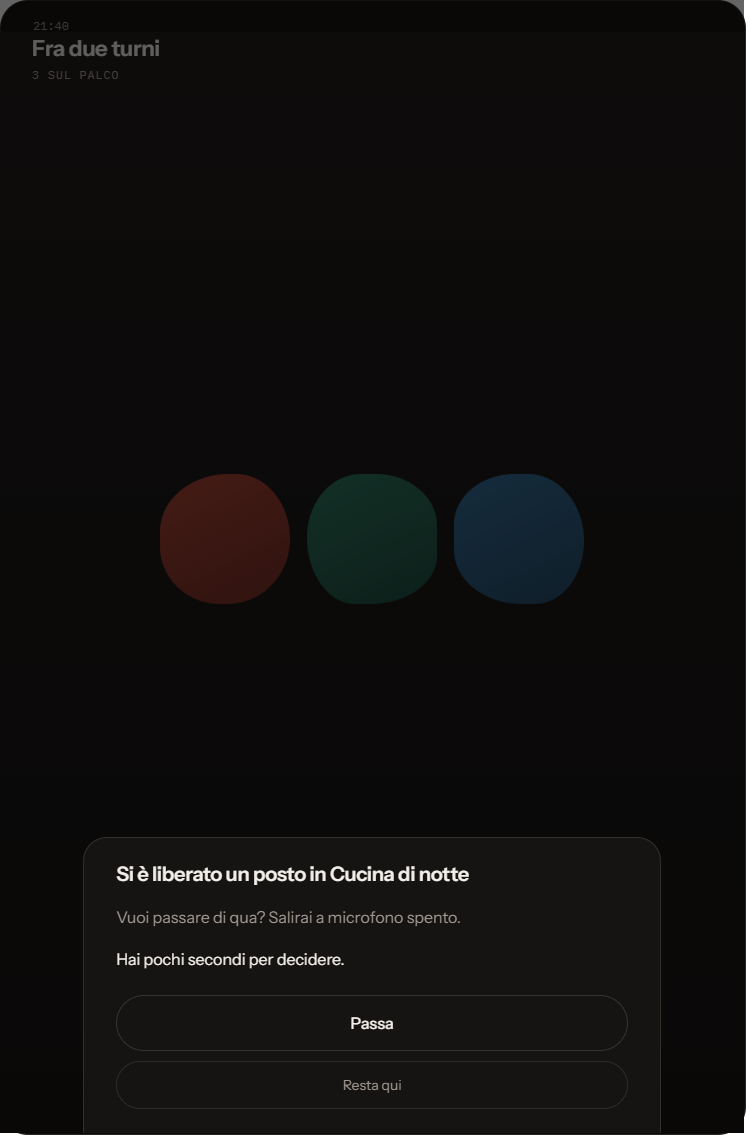 21:40
Fra due turni
3 SUL PALCO
Si è liberato un posto in Cucina di notte
Vuoi passare di qua? Salirai a microfono spento.
Hai pochi secondi per decidere.
Passa
Resta qui